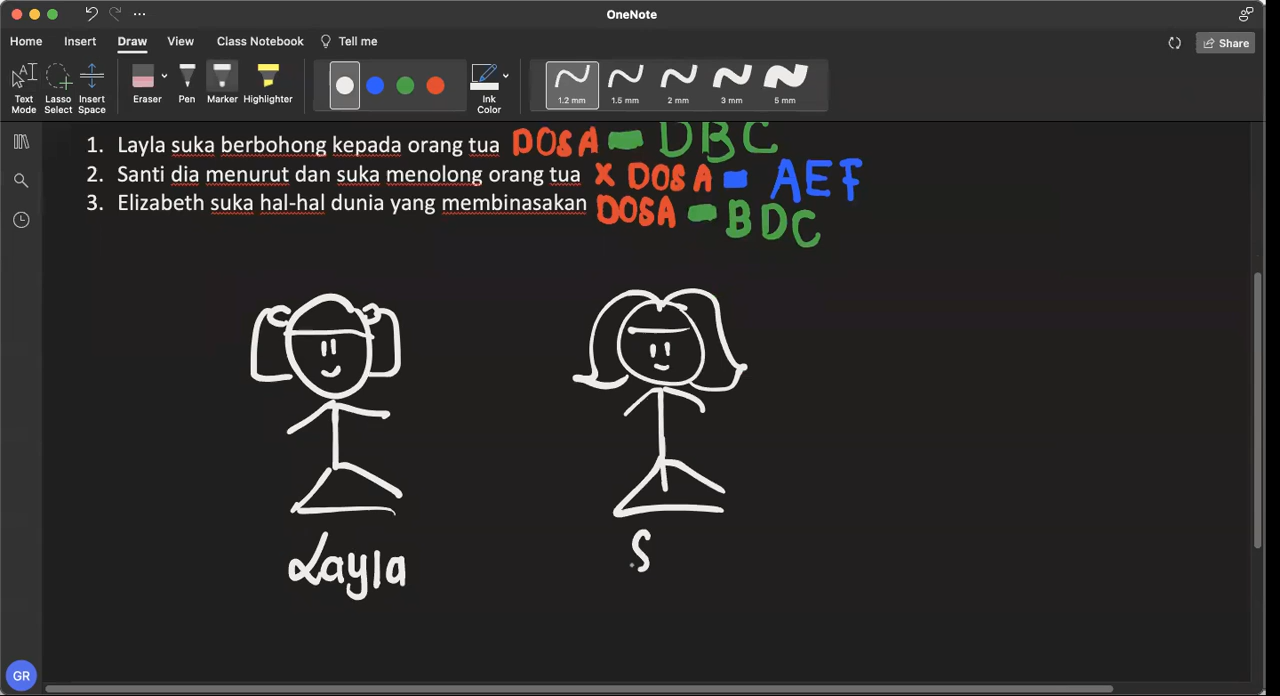 OneNote
Home Insert Draw View Class Notebook Tell me Share
Text Mode Lasso Select Insert Space Eraser Pen Marker Highlighter Ink Color 1.2 mm 1.5 mm 2 mm 3 mm 5 mm
1. Layla suka berbohong kepada orang tua DOSA DBC
2. Santi dia menurut dan suka menolong orang tua X DOSA AEF
3. Elizabeth suka hal-hal dunia yang membinasakan DOSA BDC
Layla S
GR